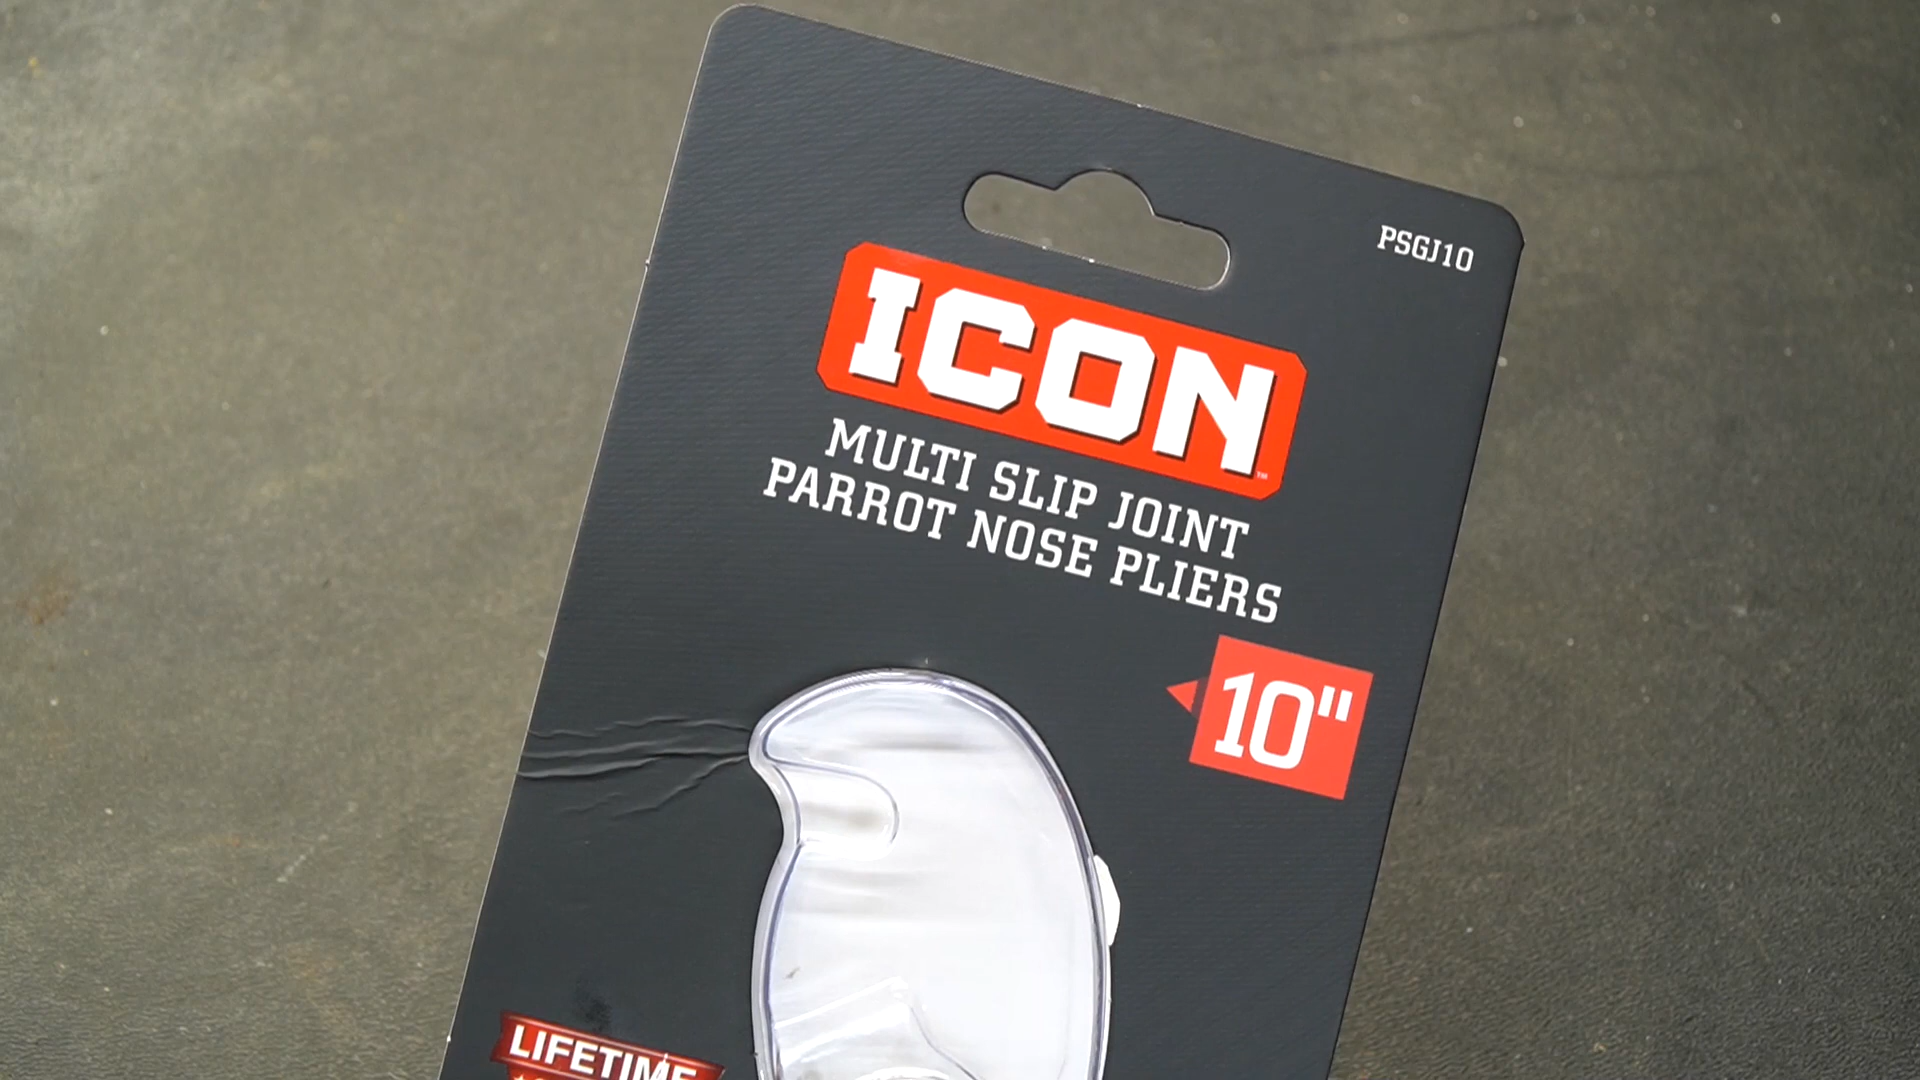 PSGJ10
ICON
MULTI SLIP JOINT
PARROT NOSE PLIERS
10"
LIFETIME